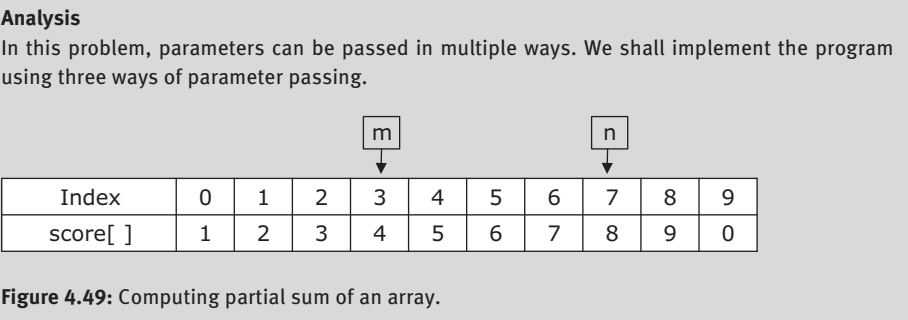 Analysis
In this problem, parameters can be passed in multiple ways. We shall implement the program
using three ways of parameter passing.
m n
Index 0 1 2 3 4 5 6 7 8 9
score[ ] 1 2 3 4 5 6 7 8 9 0
Figure 4.49: Computing partial sum of an array.